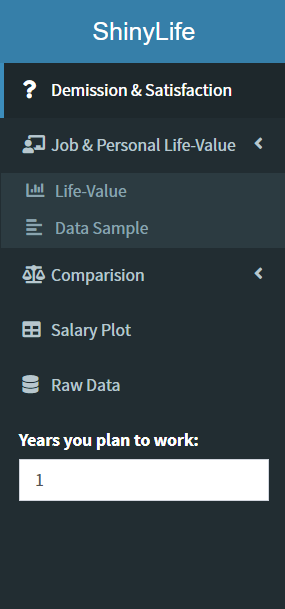 ShinyLife
Demission & Satisfaction
Job & Personal Life-Value
Life-Value
Data Sample
Comparision
Salary Plot
Raw Data
Years you plan to work:
1